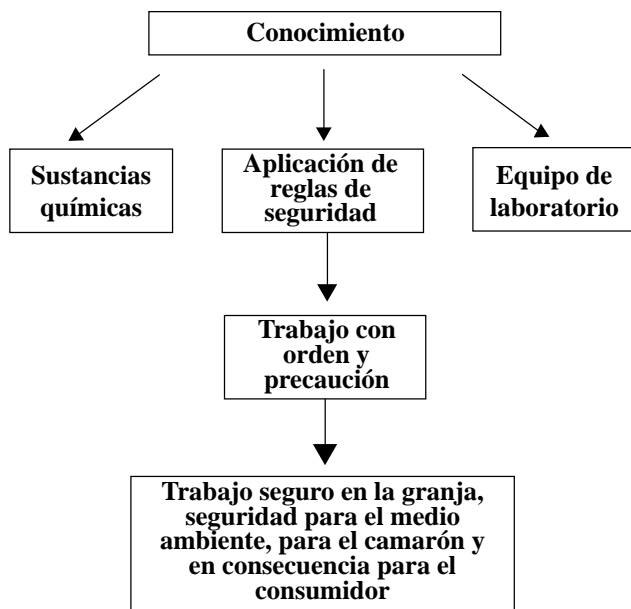 Conocimiento
Sustancias
químicas
Aplicación de
reglas de
seguridad
Equipo de
laboratorio
Trabajo con
orden y
precaución
Trabajo seguro en la granja,
seguridad para el medio
ambiente, para el camarón y
en consecuencia para el
consumidor